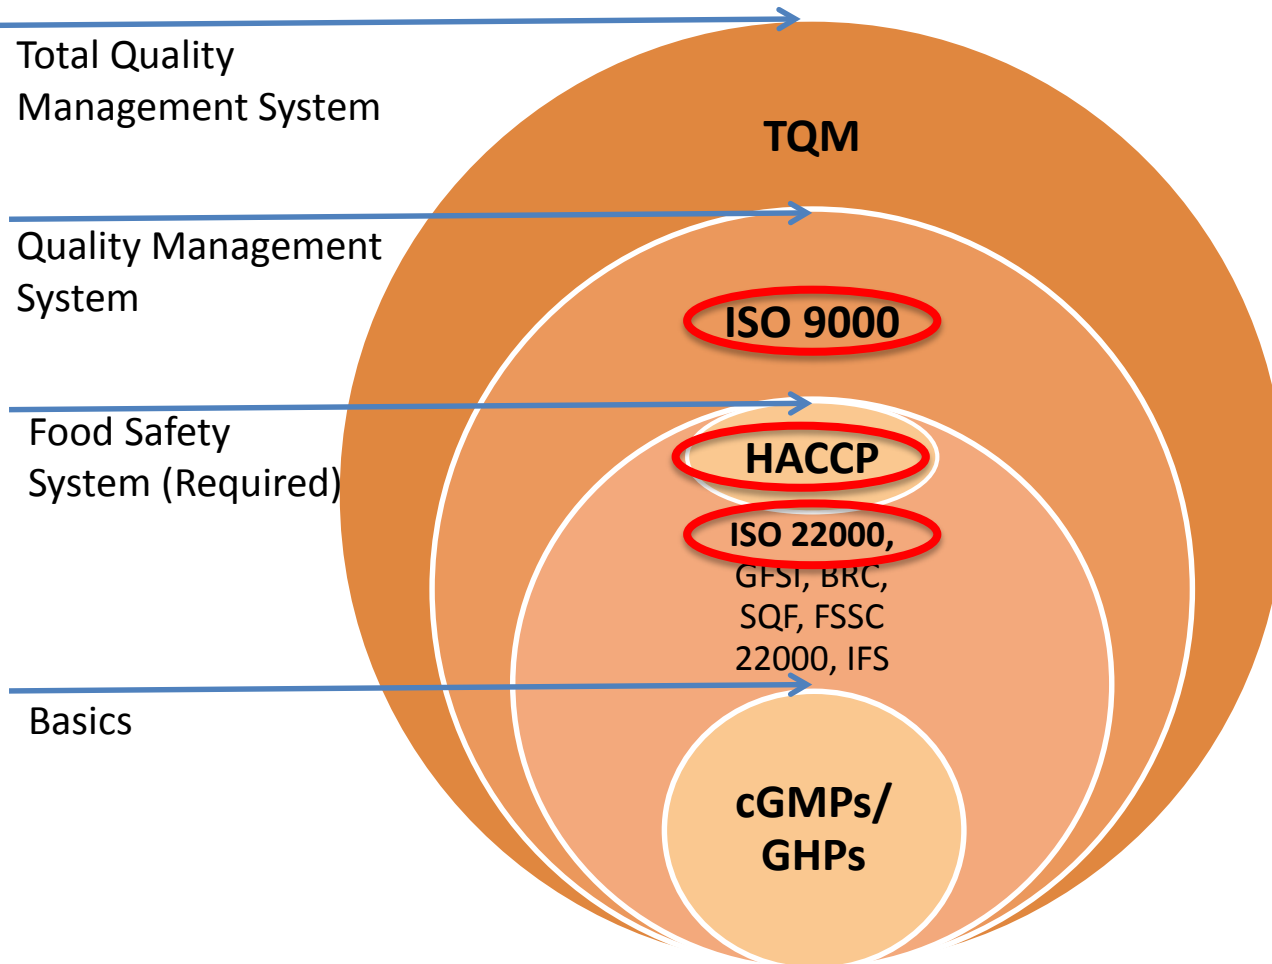 Total Quality
Management System
TQM
Quality Management
System
ISO 9000
Food Safety
System (Required)
HACCP
ISO 22000,
GFSI, BRC,
SQF, FSSC
22000, IFS
Basics
cGMPs/
GHPs